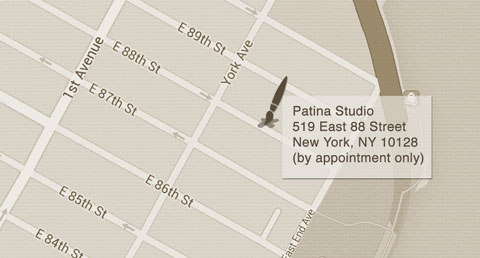 E 89th St
E 88th St
York Ave
1st Avenue
E 87th St
Patina Studio
519 East 88 Street
New York, NY 10128
(by appointment only)
E 86th St
E 85th St
East End Ave
E 84th St